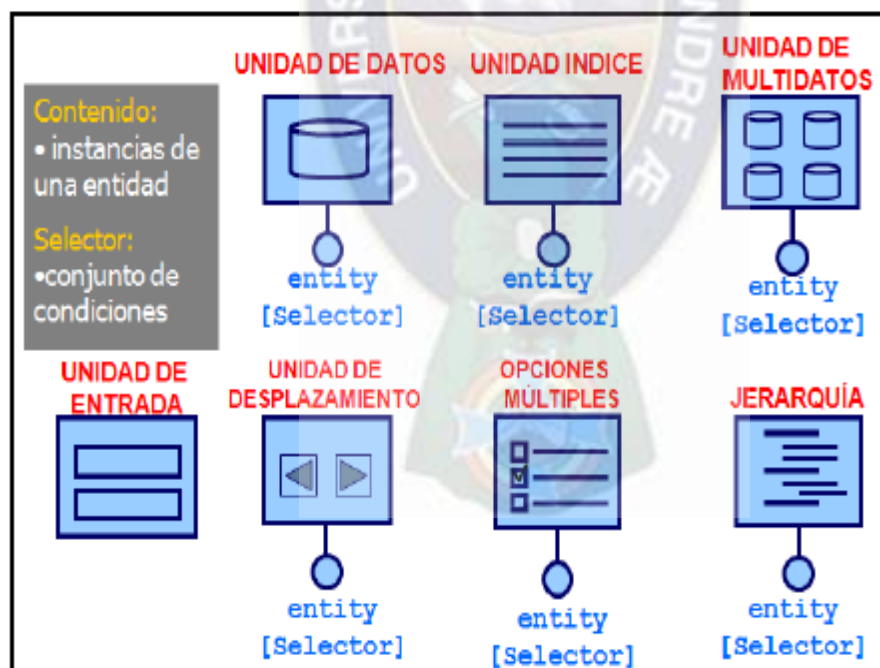 UNIDAD DE DATOS
UNIDAD INDICE
UNIDAD DE
MULTIDATOS
Contenido:
• instancias de
una entidad
Selector:
•conjunto de
condiciones
entity
[Selector]
entity
[Selector]
entity
[Selector]
UNIDAD DE
ENTRADA
UNIDAD DE
DESPLAZAMIENTO
OPCIONES
MÚLTIPLES
JERARQUÍA
entity
[Selector]
entity
[Selector]
entity
[Selector]
UNIVERS
ANDRE Æ